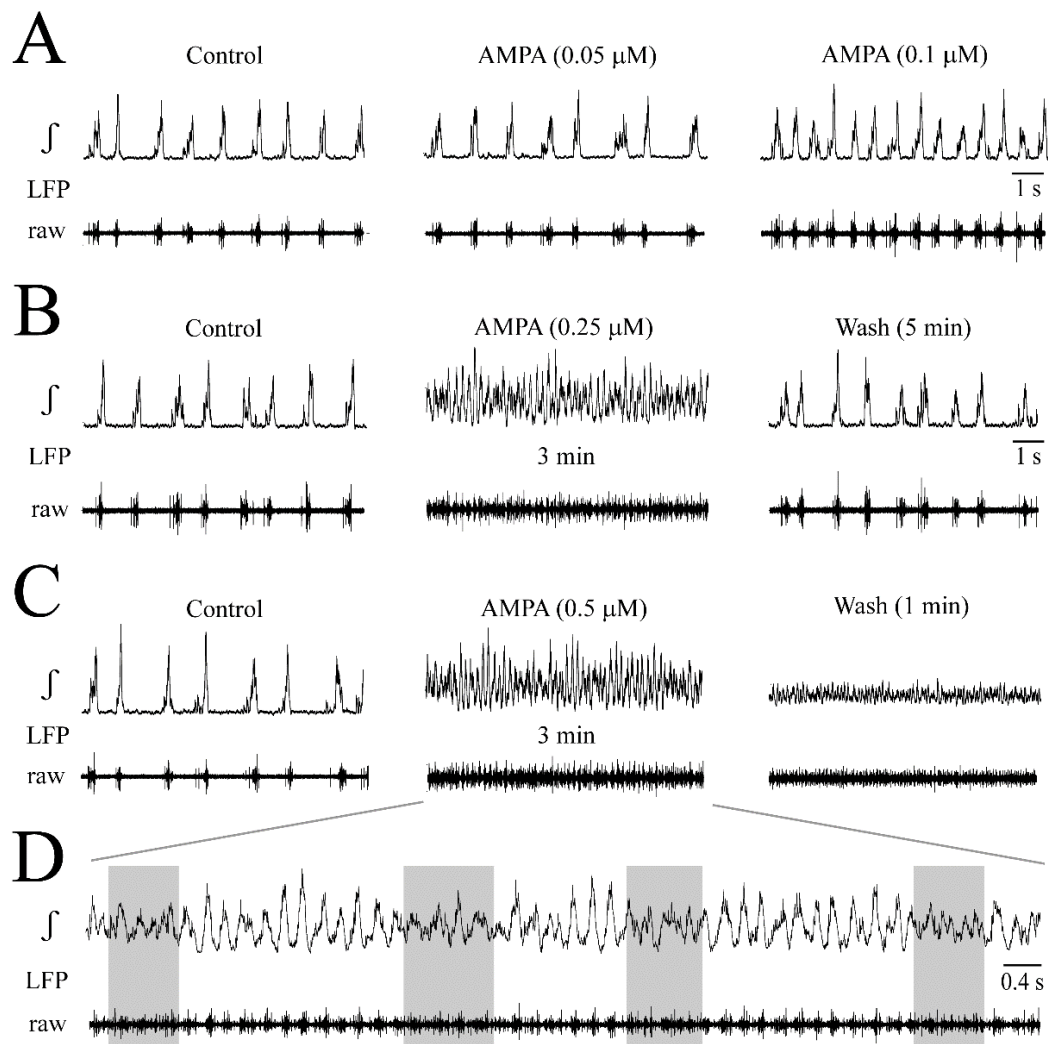 A
Control AMPA (0.05 μM) AMPA (0.1 μM)
∫
LFP
1 s
raw
B
Control AMPA (0.25 μM) Wash (5 min)
∫
LFP 3 min
1 s
raw
C
Control AMPA (0.5 μM) Wash (1 min)
∫
LFP 3 min
raw
D
∫
LFP
0.4 s
raw